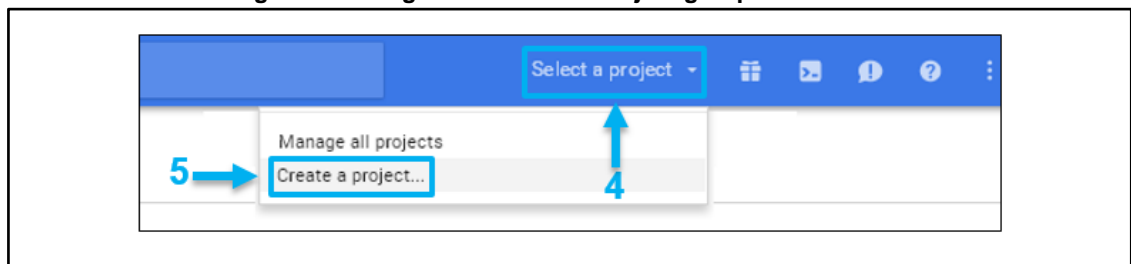 Select a project
Manage all projects
5
Create a project...
4